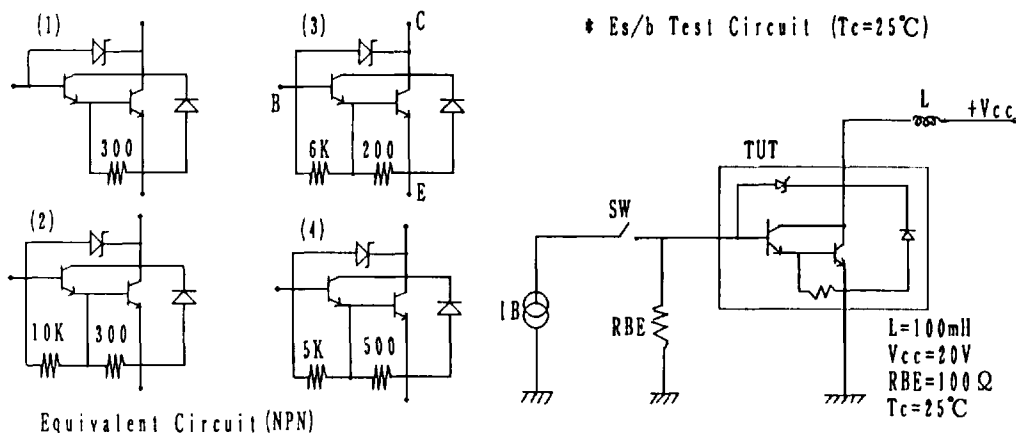 (1)
300
(3)
C
B
6K
200
E
(2)
10K
300
(4)
5K
500
Equivalent Circuit (NPN)
* Es/b Test Circuit (Tc=25℃)
L
+Vcc
TUT
SW
IB
RBE
L=100mH
Vcc=20V
RBE=100Ω
Tc=25℃